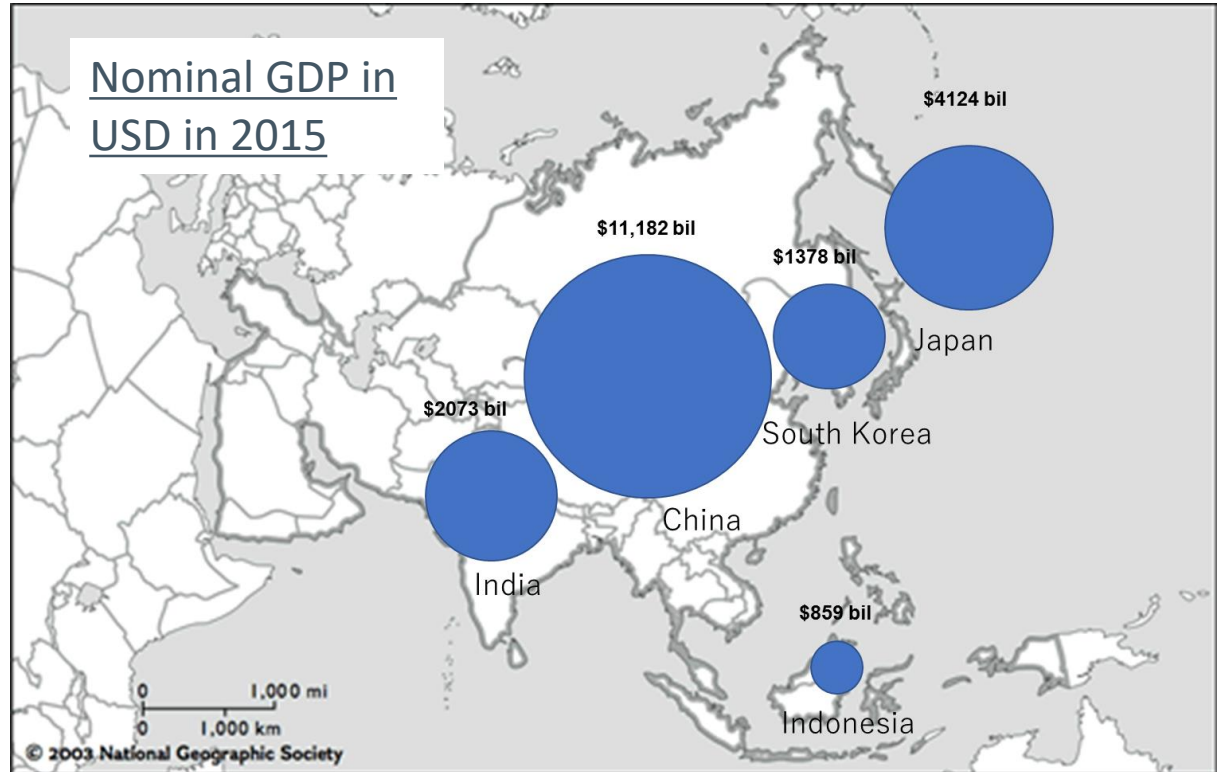 Nominal GDP in
USD in 2015
$4124 bil
$11,182 bil
$1378 bil
Japan
$2073 bil
South Korea
China
India
$859 bil
Indonesia
0 1,000 mi
0 1,000 km
© 2003 National Geographic Society